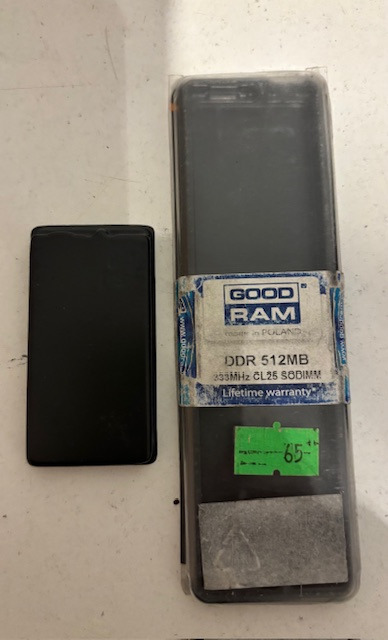 GOOD
RAM
made in POLAND
DDR 512MB
333MHz CL25 SODIMM
Lifetime warranty*
65